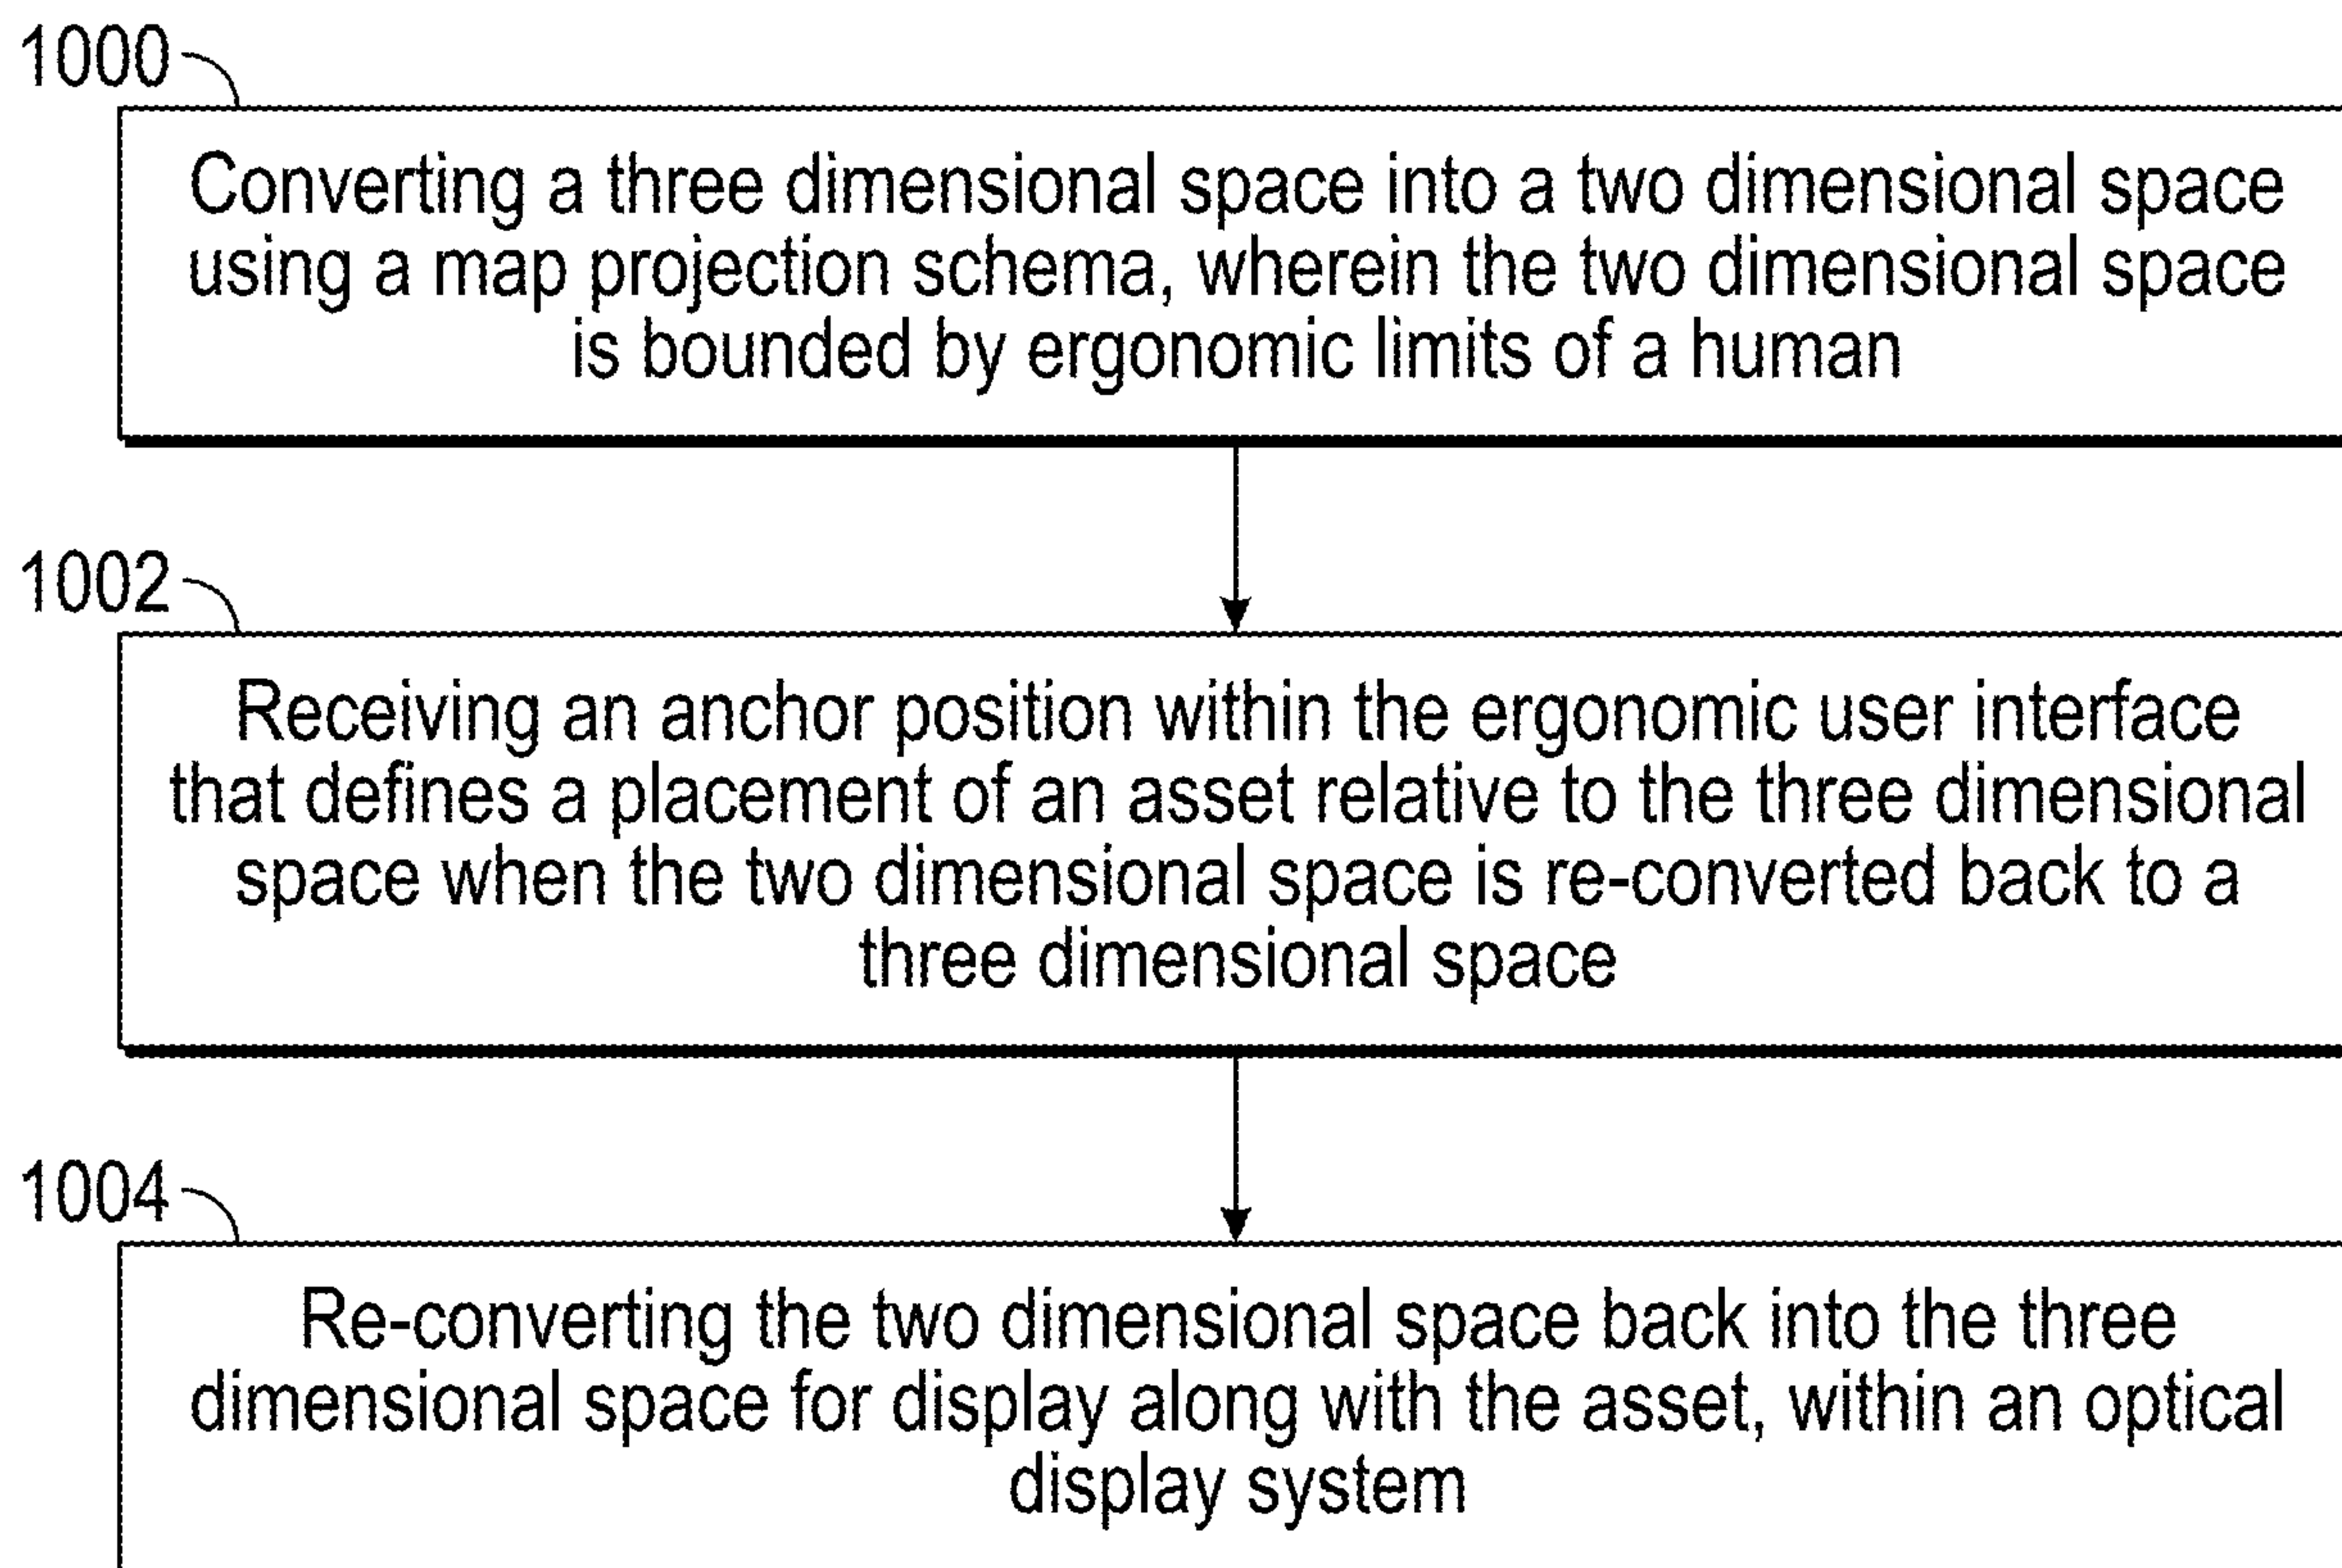 1000
Converting a three dimensional space into a two dimensional space
using a map projection schema, wherein the two dimensional space
is bounded by ergonomic limits of a human
1002
Receiving an anchor position within the ergonomic user interface
that defines a placement of an asset relative to the three dimensional
space when the two dimensional space is re-converted back to a
three dimensional space
1004
Re-converting the two dimensional space back into the three
dimensional space for display along with the asset, within an optical
display system